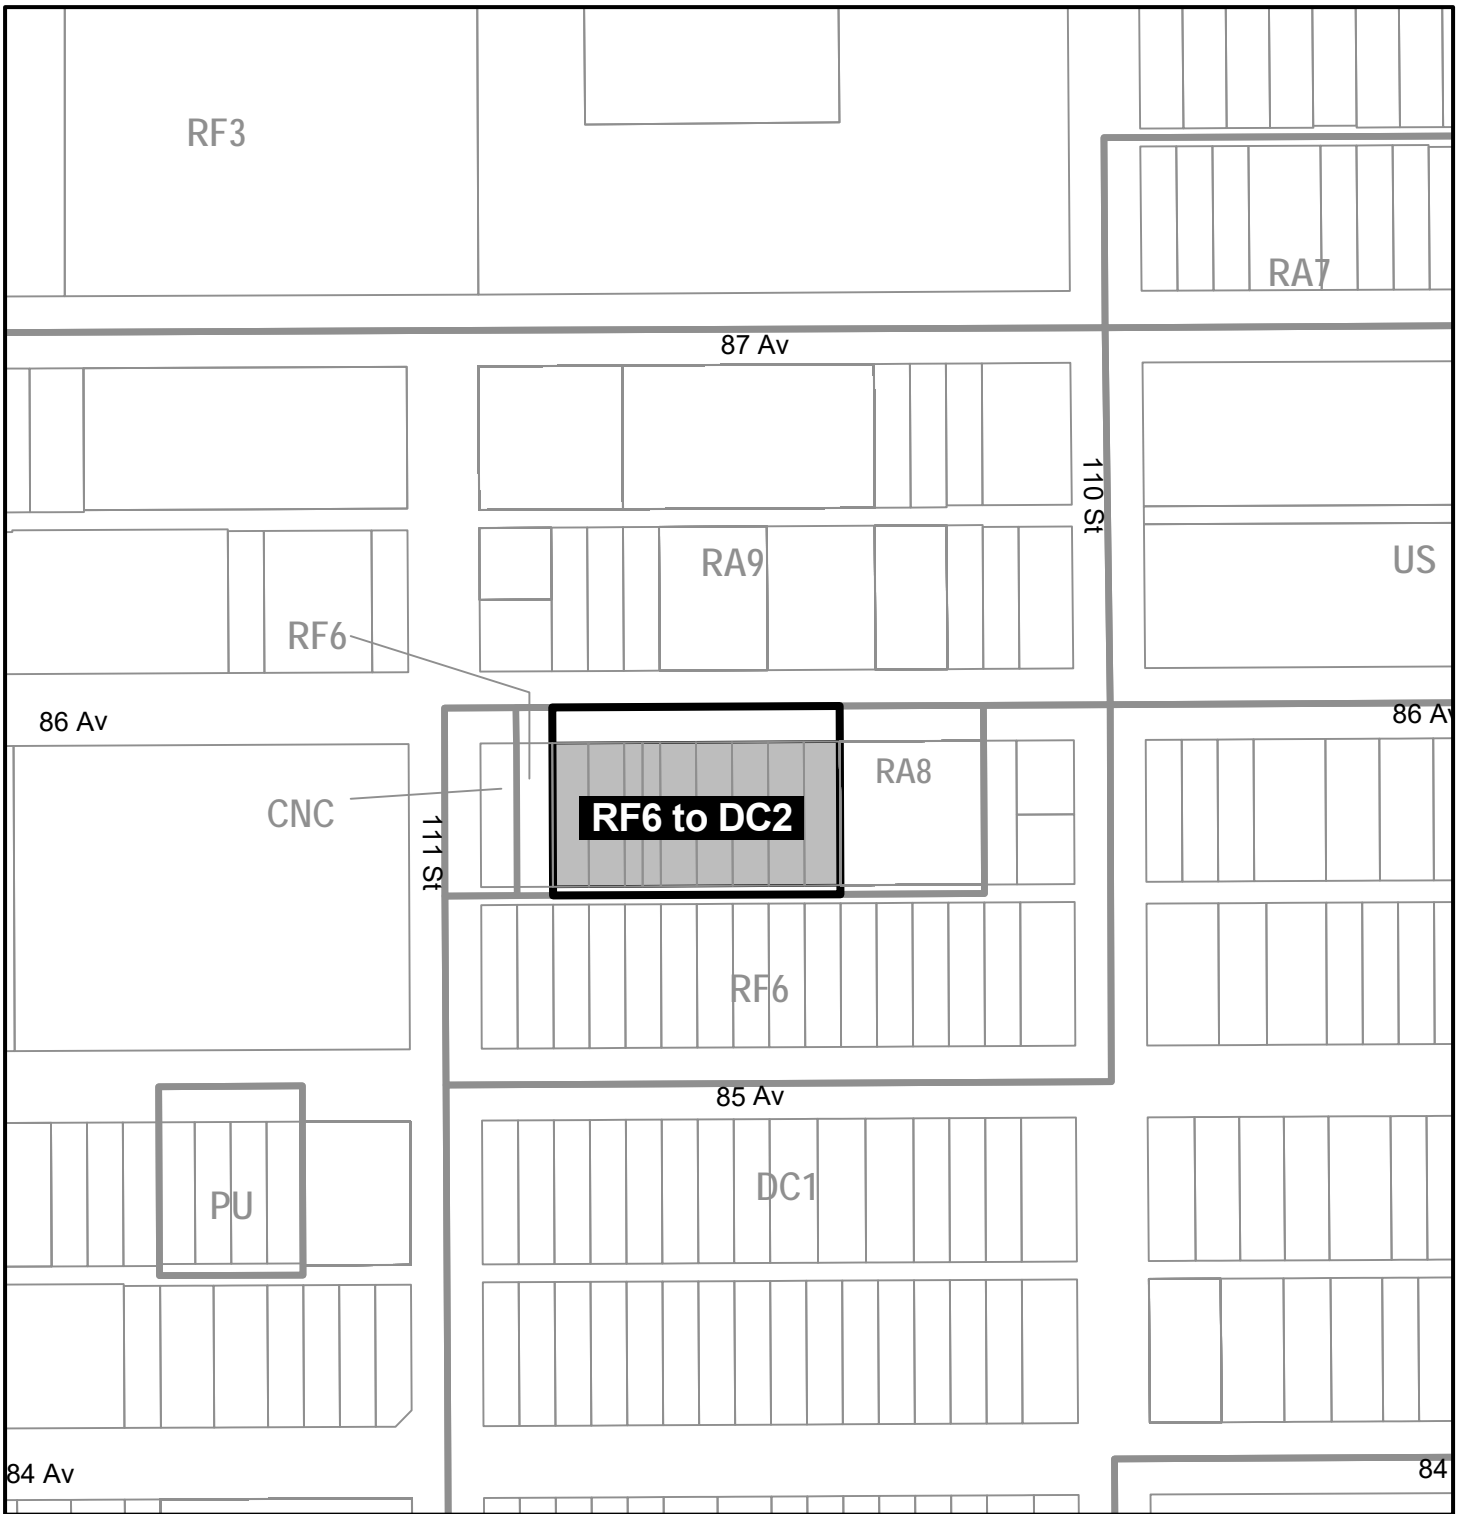 RF3
RA7
87 Av
110 St
RA9
US
RF6
86 Av
86 Av
RA8
CNC
RF6 to DC2
111 St
RF6
85 Av
DC1
PU
84 Av
84